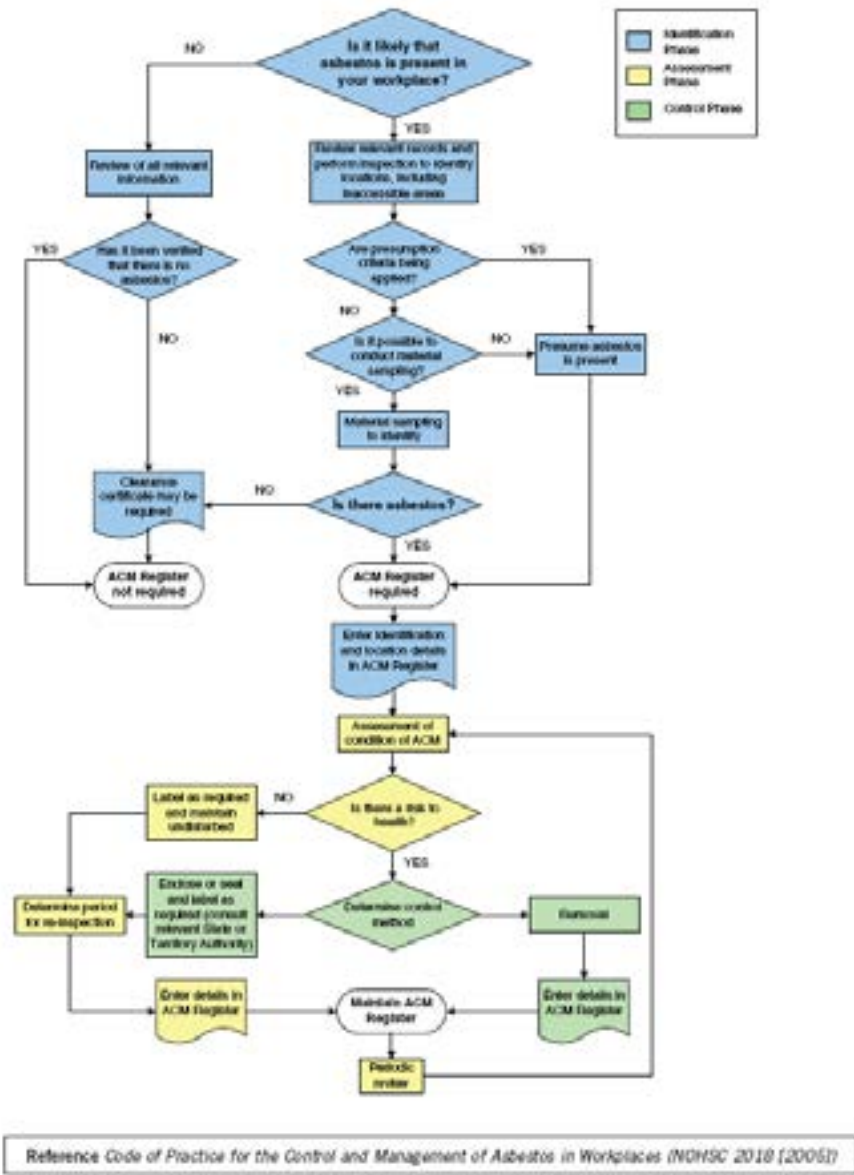 Is it likely that
asbestos is present in
your workplace?
NO
YES
Identification
Phase
Assessment
Phase
Control Phase
Review of all relevant
information
Review relevant records and
perform inspection to identify
locations, including
inaccessible areas
YES
Has it been verified
that there is no
asbestos?
Are presumption
criteria being
applied?
YES
NO
NO
Is it possible to
conduct material
sampling?
NO
Presume asbestos
is present
YES
Material sampling
to identify
Clearance
certificate may be
required
NO
Is there asbestos?
YES
ACM Register
not required
ACM Register
required
Enter identification
and location details
in ACM Register
Assessment of
condition of ACM
Label as required
and maintain
undisturbed
NO
Is there a risk to
health?
YES
Determine period
for re-inspection
Enclose or seal
and label as
required (consult
relevant State or
Territory Authority)
Determine control
method
Removal
Enter details in
ACM Register
Maintain ACM
Register
Enter details in
ACM Register
Periodic
review
Reference Code of Practice for the Control and Management of Asbestos in Workplaces (NOHSC 2018 [2005])